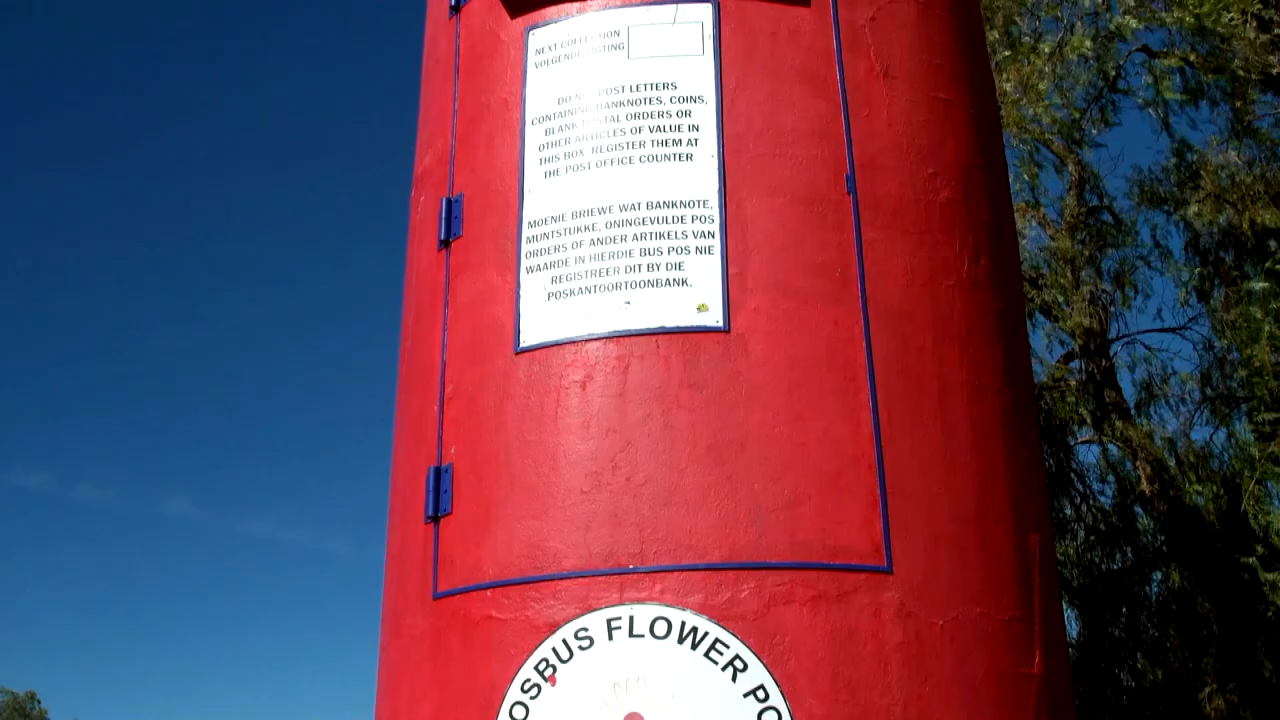 NEXT COLLECTION
VOLGENDE LIGTING
DO NOT POST LETTERS
CONTAINING BANKNOTES, COINS,
BLANK POSTAL ORDERS OR
OTHER ARTICLES OF VALUE IN
THIS BOX. REGISTER THEM AT
THE POST OFFICE COUNTER
MOENIE BRIEWE WAT BANKNOTE,
MUNTSTUKKE, ONINGEVULDE POS
ORDERS OF ANDER ARTIKELS VAN
WAARDE IN HIERDIE BUS POS NIE
REGISTREER DIT BY DIE
POSKANTOORTOONBANK.
OSBUS FLOWER PO